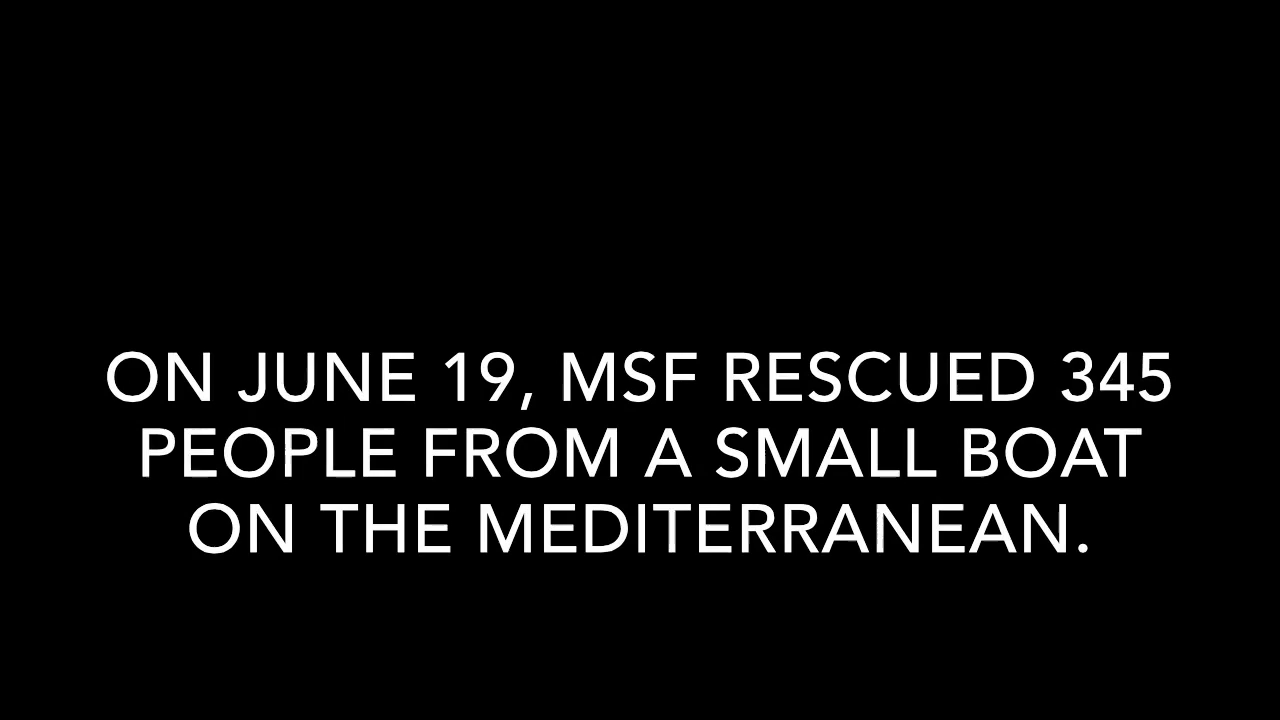 ON JUNE 19, MSF RESCUED 345
PEOPLE FROM A SMALL BOAT
ON THE MEDITERRANEAN.